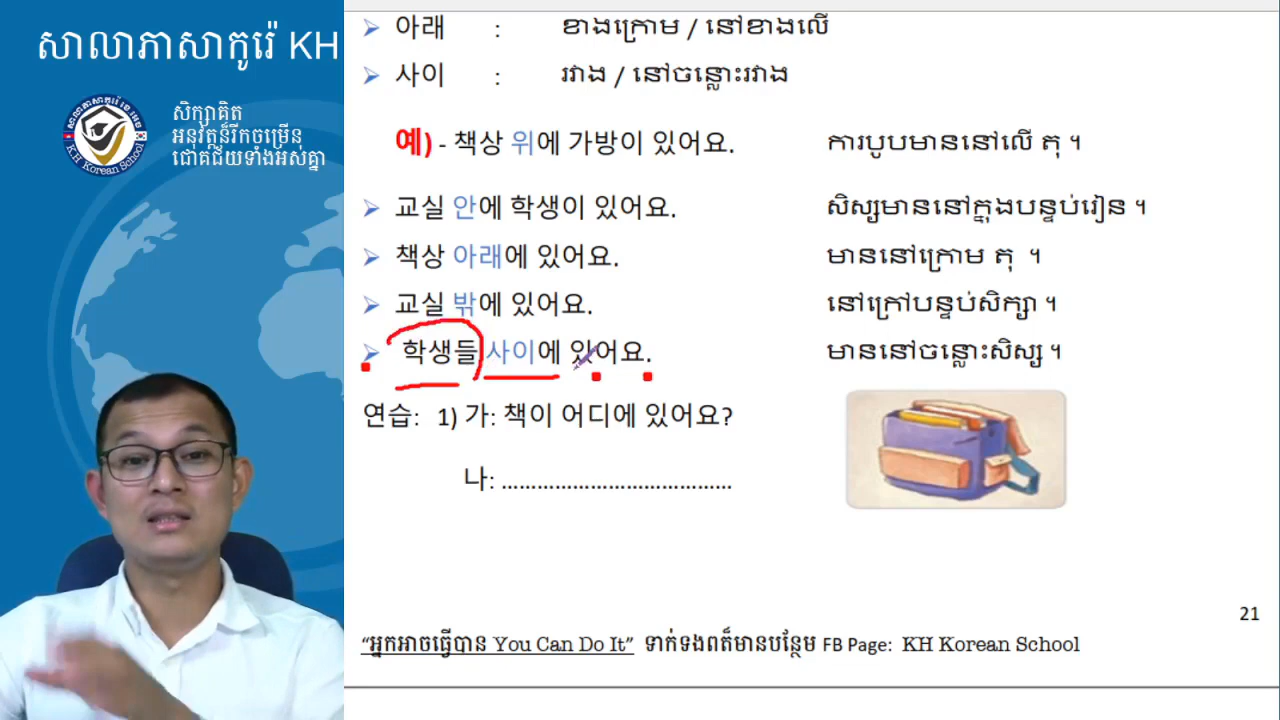 សាលាភាសាកូរ៉េ KH
សិក្សាគិត
អនុវត្តន៍រីកចម្រើន
ជោគជ័យទាំងអស់គ្នា
សាលាភាសាកូរ៉េ ខេ អេច
KH Korean School
➢ 아래 : ខាងក្រោម / នៅខាងលើ
➢ 사이 : រវាង / នៅចន្លោះរវាង
예) - 책상 위에 가방이 있어요. ការបូបមាននៅលើ តុ ។
➢ 교실 안에 학생이 있어요. សិស្សមាននៅក្នុងបន្ទប់រៀន ។
➢ 책상 아래에 있어요. មាននៅក្រោម តុ ។
➢ 교실 밖에 있어요. នៅក្រៅបន្ទប់សិក្សា ។
➢ 학생들 사이에 있어요. មាននៅចន្លោះសិស្ស ។
연습: 1) 가: 책이 어디에 있어요?
나: .......................................
21
“អ្នកអាចធ្វើបាន You Can Do It” ទាក់ទងពត៌មានបន្ថែម FB Page: KH Korean School